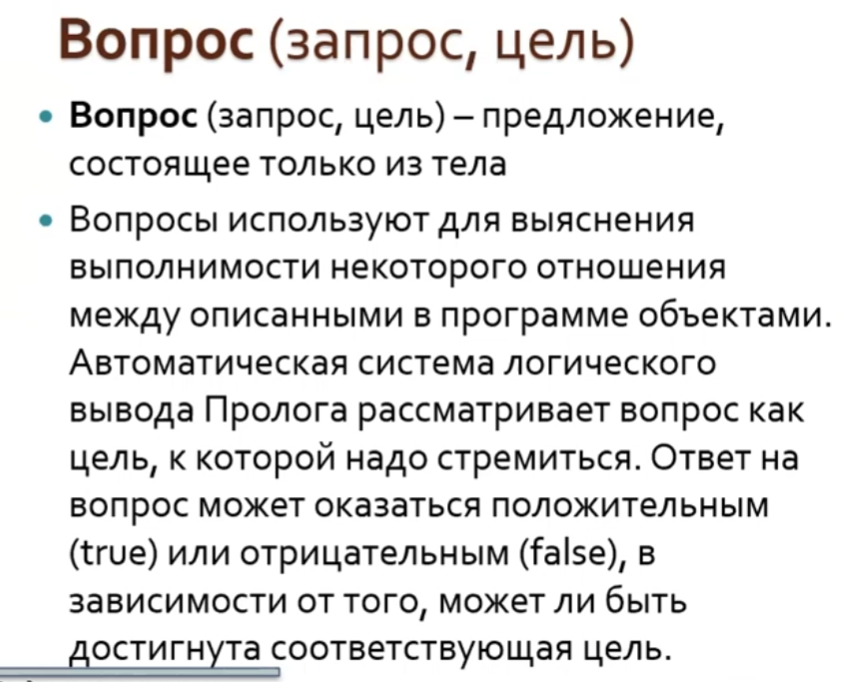 Вопрос (запрос, цель)
• Вопрос (запрос, цель) – предложение,
состоящее только из тела
• Вопросы используют для выяснения
выполнимости некоторого отношения
между описанными в программе объектами.
Автоматическая система логического
вывода Пролога рассматривает вопрос как
цель, к которой надо стремиться. Ответ на
вопрос может оказаться положительным
(true) или отрицательным (false), в
зависимости от того, может ли быть
достигнута соответствующая цель.